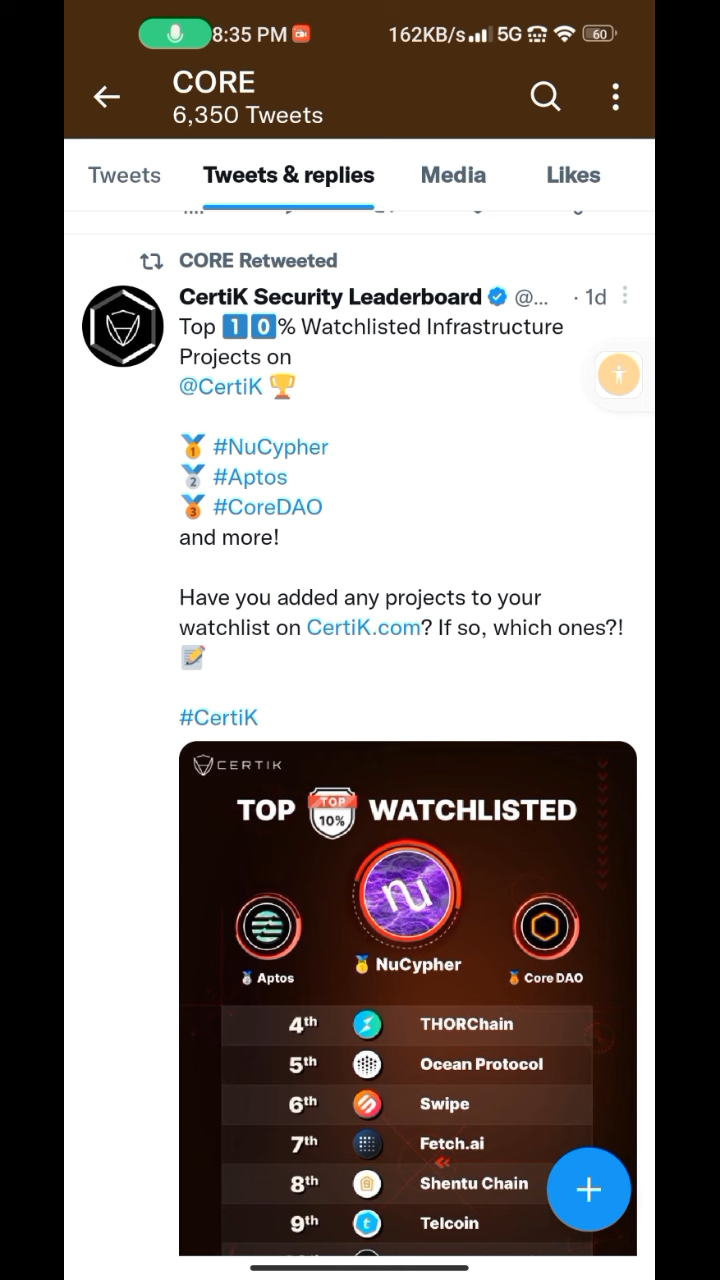 8:35 PM 162KB/s 5G 60
CORE
6,350 Tweets
Tweets Tweets & replies Media Likes
CORE Retweeted
CertiK Security Leaderboard @... · 1d
Top 1️⃣0️⃣% Watchlisted Infrastructure
Projects on
@CertiK 🏆
🥇 #NuCypher
🥈 #Aptos
🥉 #CoreDAO
and more!
Have you added any projects to your
watchlist on CertiK.com? If so, which ones?!
📝
#CertiK
CERTIK
TOP TOP 10% WATCHLISTED
🥇 NuCypher
🥈 Aptos 🥉 Core DAO
4th THORChain
5th Ocean Protocol
6th Swipe
7th Fetch.ai
8th Shentu Chain
9th Telcoin